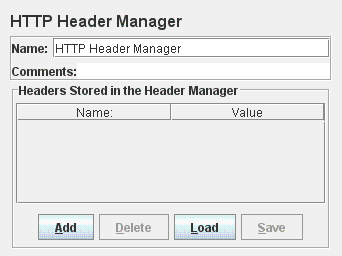 HTTP Header Manager
Name: HTTP Header Manager
Comments:
Headers Stored in the Header Manager
Name: Value
Add Delete Load Save